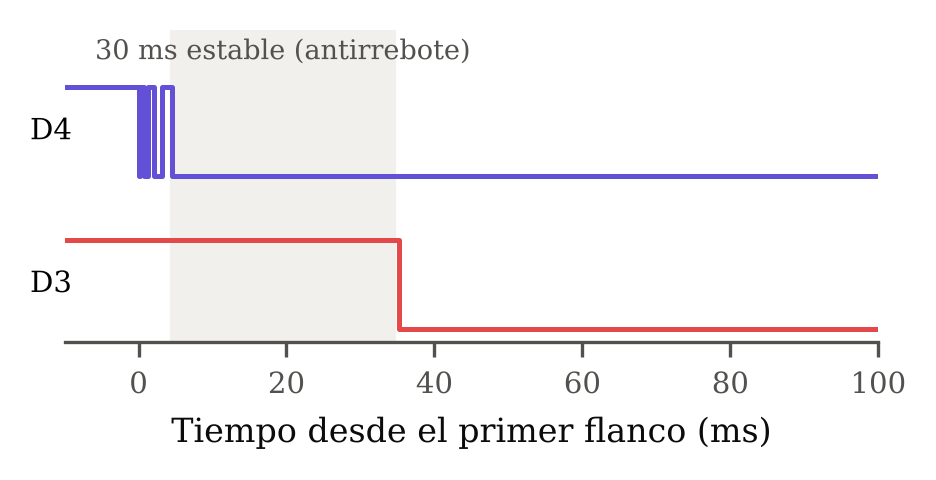 30 ms estable (antirrebote)
D4
D3
0 20 40 60 80 100
Tiempo desde el primer flanco (ms)